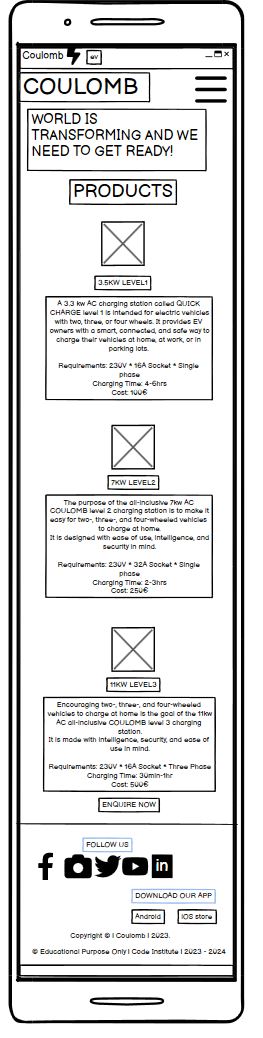 Coulomb eV
COULOMB
WORLD IS
TRANSFORMING AND WE
NEED TO GET READY!
PRODUCTS
3.5KW LEVEL1
A 3.3 kw AC charging station called QUICK
CHARGE level 1 is intended for electric vehicles
with two, three, or four wheels. It provides EV
owners with a smart, connected, and safe way to
charge their vehicles at home, at work, or in
parking lots.
Requirements: 230V * 16A Socket * Single
phase
Charging Time: 4-6hrs
Cost: 100€
7KW LEVEL2
The purpose of the all-inclusive 7kw AC
COULOMB level 2 charging station is to make it
easy for two-, three-, and four-wheeled vehicles
to charge at home.
It is designed with ease of use, intelligence, and
security in mind.
Requirements: 230V * 32A Socket * Single
phase
Charging Time: 2-3hrs
Cost: 250€
11KW LEVEL3
Encouraging two-, three-, and four-wheeled
vehicles to charge at home is the goal of the 11kw
AC all-inclusive COULOMB level 3 charging
station.
It is made with intelligence, security, and ease of
use in mind.
Requirements: 230V * 16A Socket * Three Phase
Charging Time: 30min-1hr
Cost: 500€
ENQUIRE NOW
FOLLOW US
in
DOWNLOAD OUR APP
Android IOS store
Copyright © I Coulomb I 2023.
© Educational Purpose Only I Code Institute I 2023 - 2024